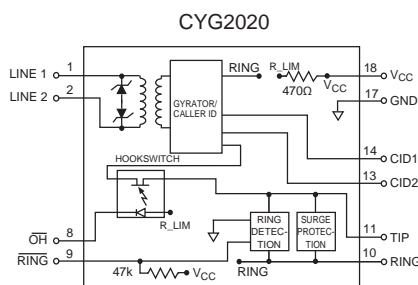 CYG2020
LINE 1
1
LINE 2
2
GYRATOR/
CALLER ID
RING
R_LIM
470Ω
VCC
18
VCC
17
GND
14
CID1
13
CID2
HOOKSWITCH
R_LIM
RING
DETEC-
TION
SURGE
PROTEC-
TION
11
TIP
10
RING
OH
8
RING
9
47k
VCC
RING